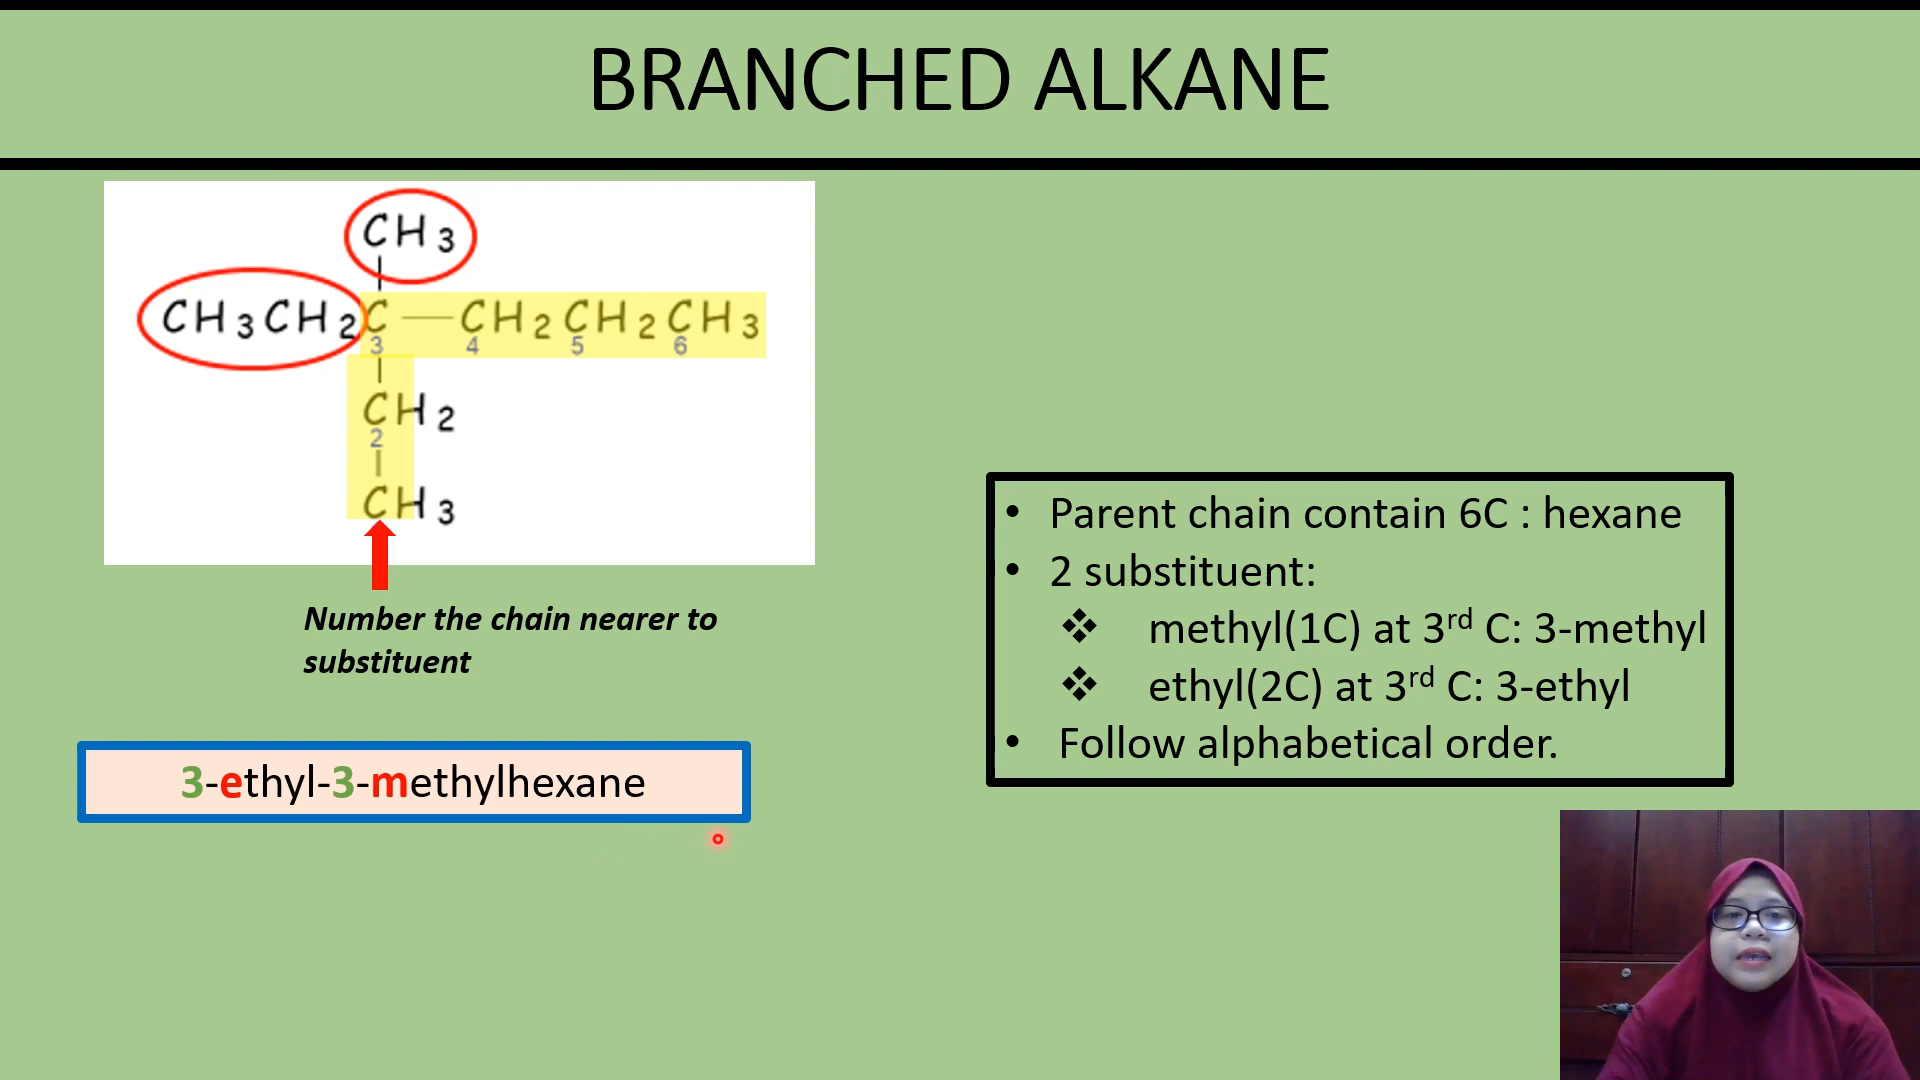 BRANCHED ALKANE
CH3
CH3CH2C — CH2CH2CH3
3 4 5 6
CH2
2
CH3
Number the chain nearer to
substituent
3-ethyl-3-methylhexane
• Parent chain contain 6C : hexane
• 2 substituent:
❖ methyl(1C) at 3rd C: 3-methyl
❖ ethyl(2C) at 3rd C: 3-ethyl
• Follow alphabetical order.